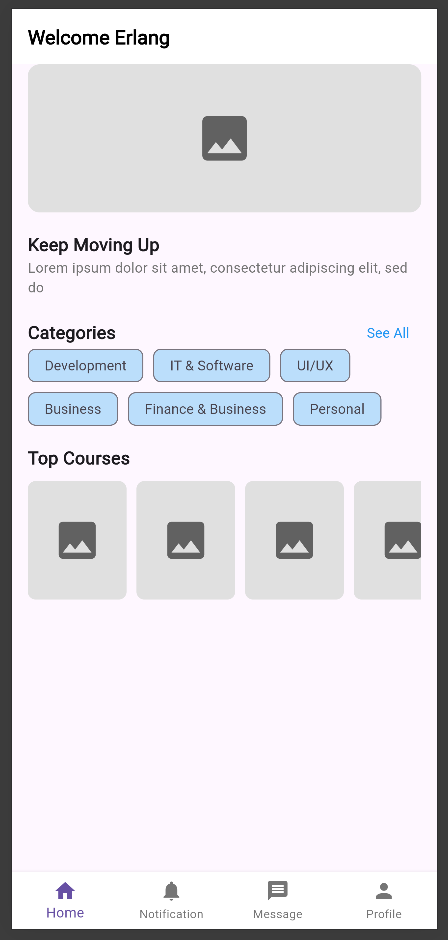 Welcome Erlang
Keep Moving Up
Lorem ipsum dolor sit amet, consectetur adipiscing elit, sed
do
Categories
See All
Development
IT & Software
UI/UX
Business
Finance & Business
Personal
Top Courses
Home
Notification
Message
Profile